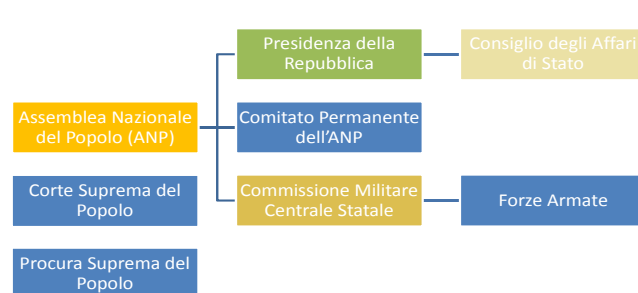 Presidenza della
Repubblica
Consiglio degli Affari
di Stato
Assemblea Nazionale
del Popolo (ANP)
Comitato Permanente
dell'ANP
Corte Suprema del
Popolo
Commissione Militare
Centrale Statale
Forze Armate
Procura Suprema del
Popolo